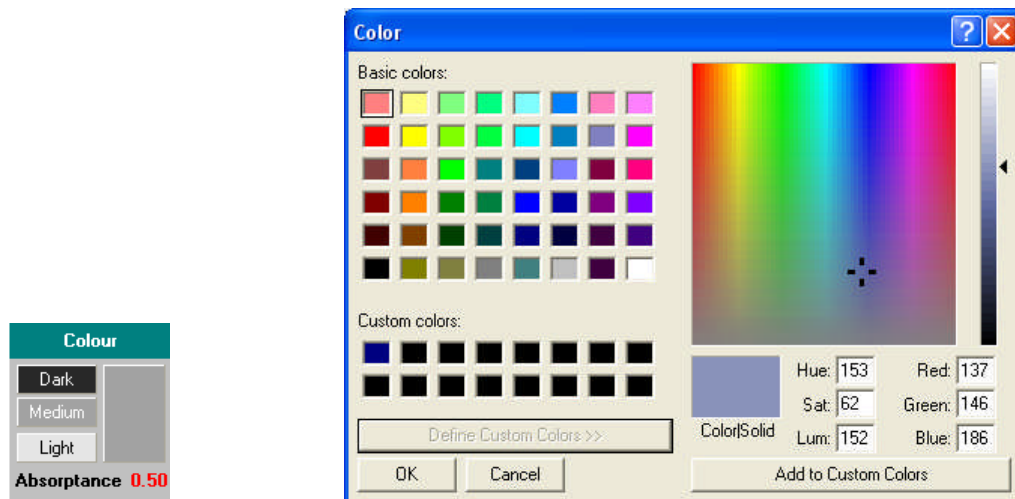 Color
Basic colors:
Custom colors:
Define Custom Colors >>
OK Cancel
Color|Solid
Hue: 153 Red: 137
Sat: 62 Green: 146
Lum: 152 Blue: 186
Add to Custom Colors
Colour
Dark
Medium
Light
Absorptance 0.50